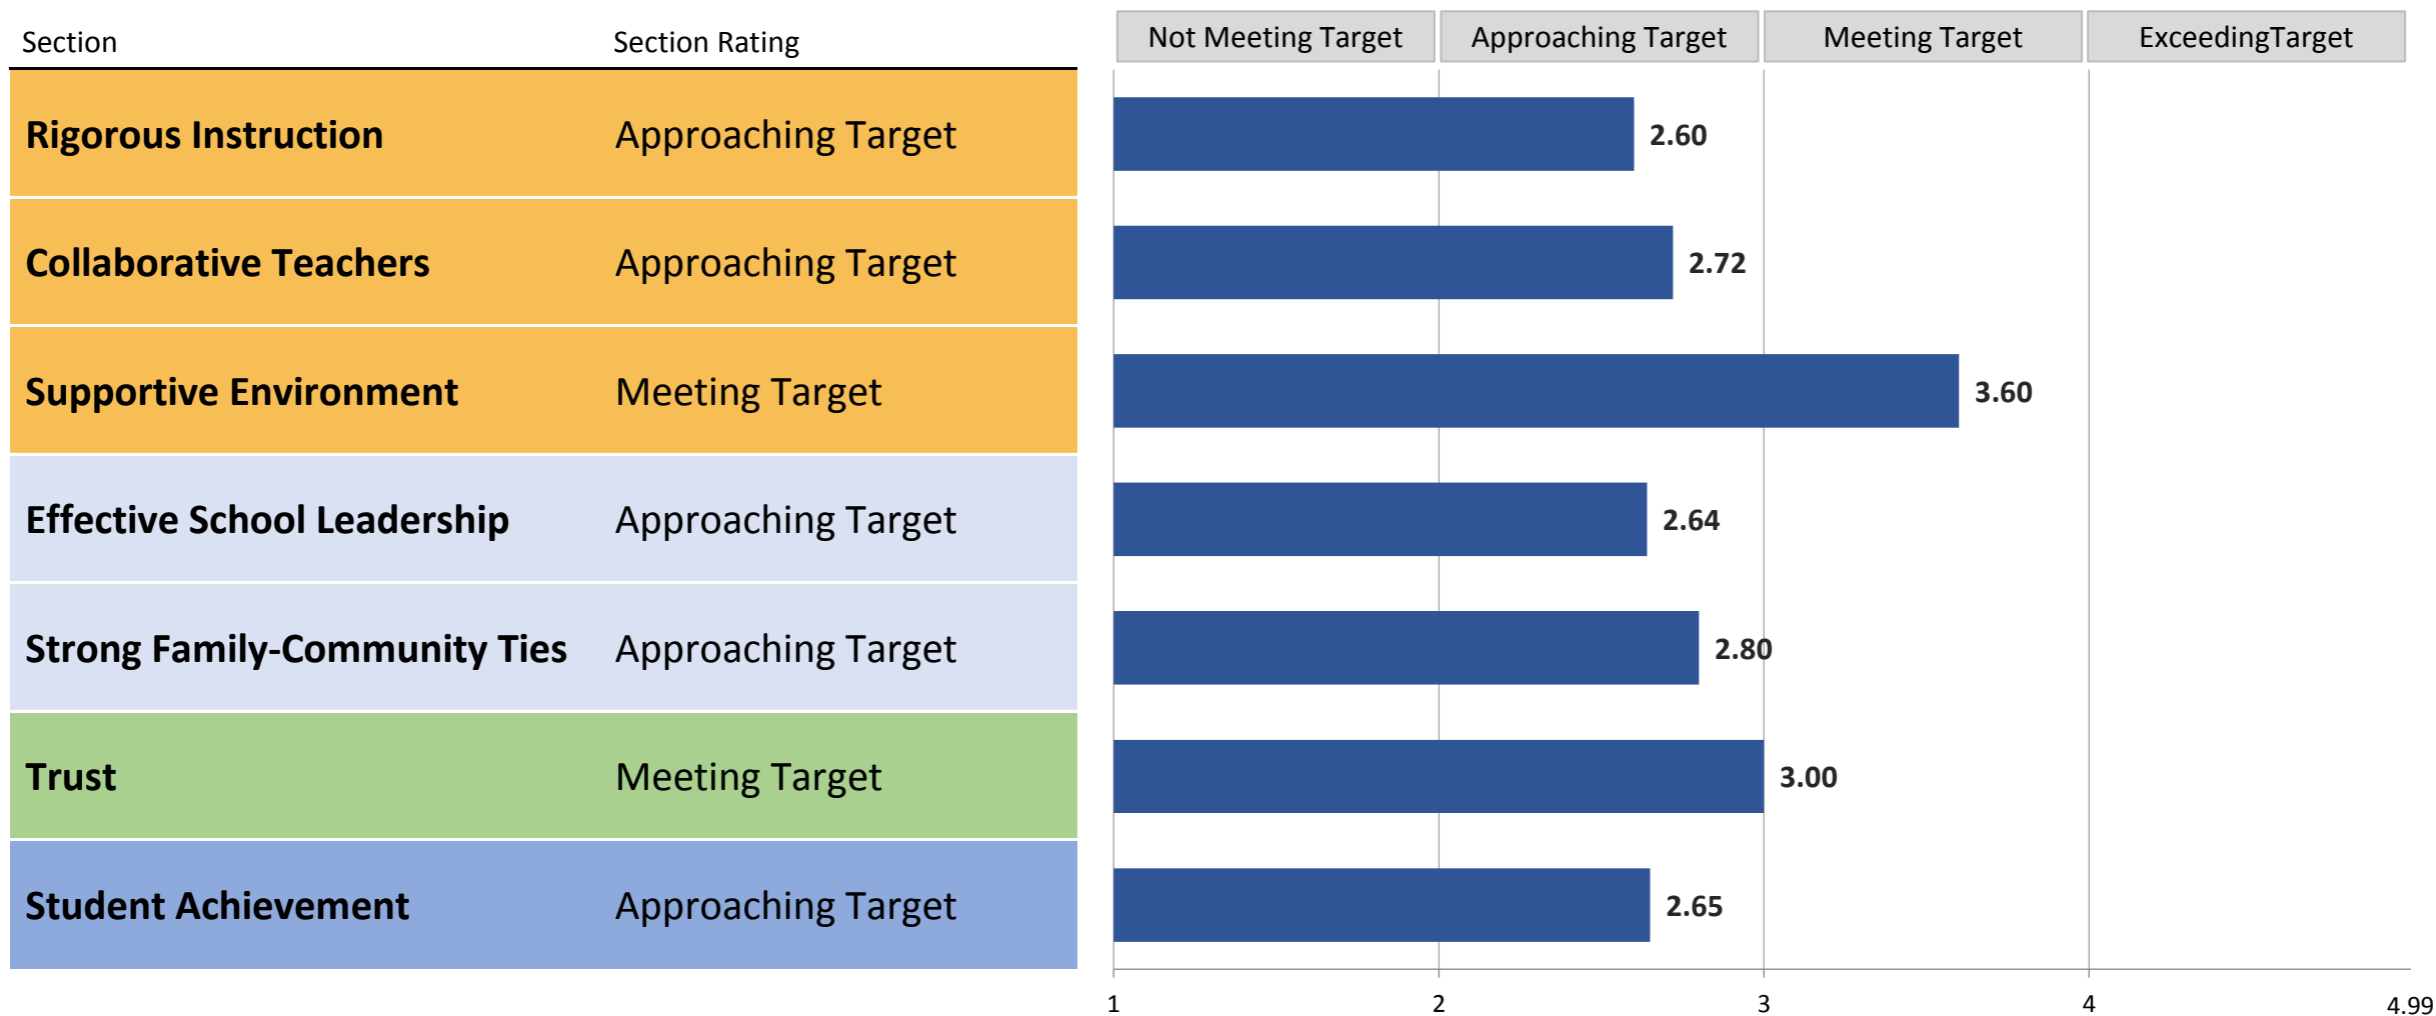 Section Section Rating Not Meeting Target Approaching Target Meeting Target ExceedingTarget
Rigorous Instruction Approaching Target 2.60
Collaborative Teachers Approaching Target 2.72
Supportive Environment Meeting Target 3.60
Effective School Leadership Approaching Target 2.64
Strong Family-Community Ties Approaching Target 2.80
Trust Meeting Target 3.00
Student Achievement Approaching Target 2.65
1 2 3 4 4.99